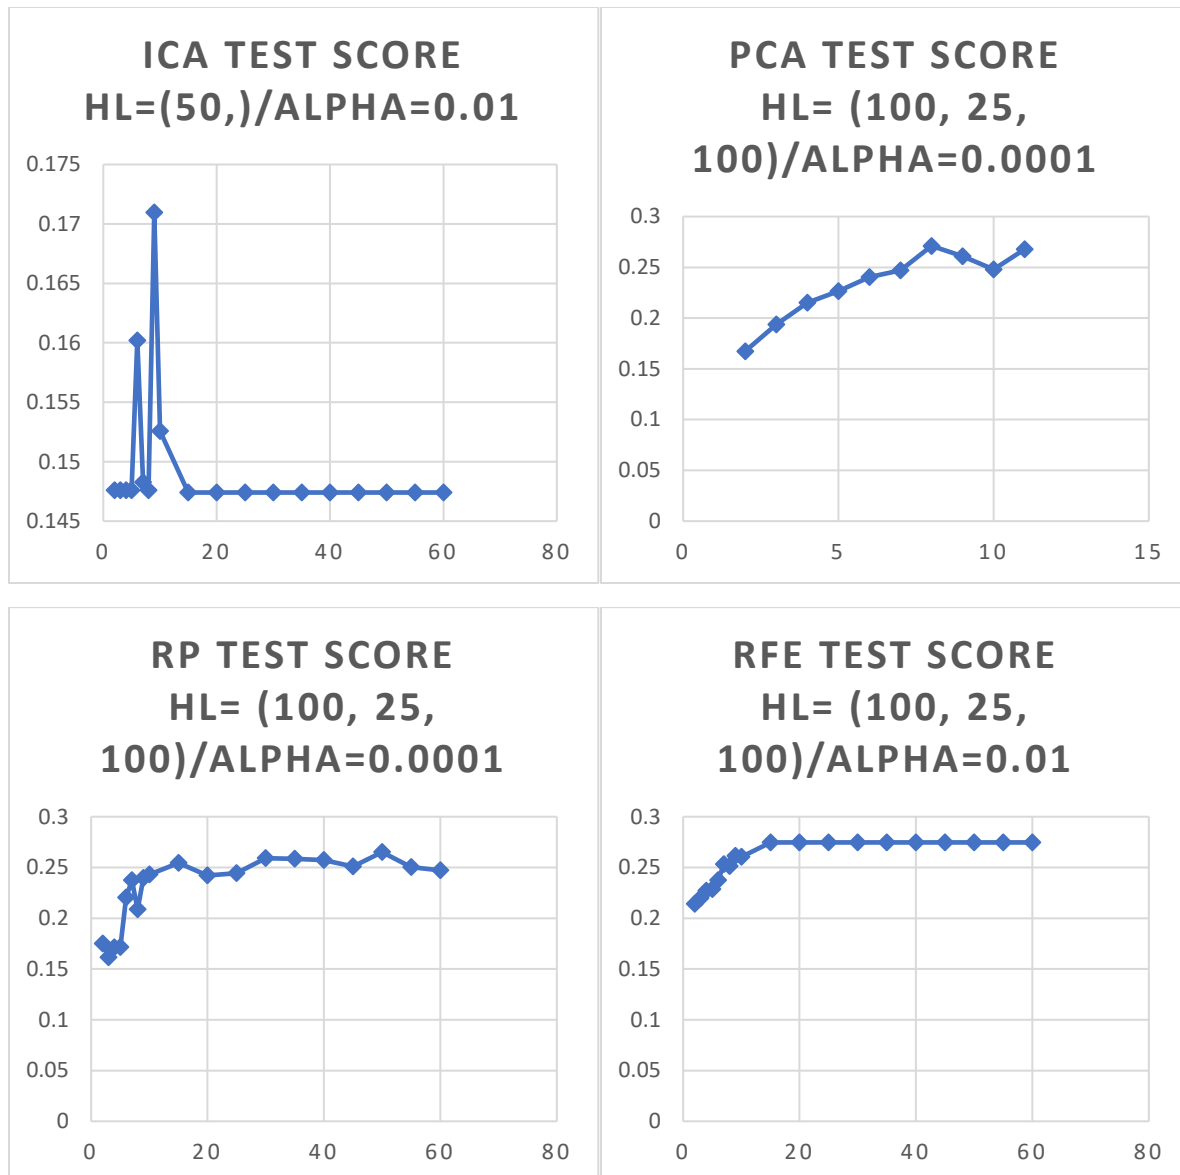 ICA TEST SCORE
HL=(50,)/ALPHA=0.01
0.175
0.17
0.165
0.16
0.155
0.15
0.145
0 20 40 60 80
PCA TEST SCORE
HL= (100, 25,
100)/ALPHA=0.0001
0.3
0.25
0.2
0.15
0.1
0.05
0
0 5 10 15
RP TEST SCORE
HL= (100, 25,
100)/ALPHA=0.0001
0.3
0.25
0.2
0.15
0.1
0.05
0
0 20 40 60 80
RFE TEST SCORE
HL= (100, 25,
100)/ALPHA=0.01
0.3
0.25
0.2
0.15
0.1
0.05
0
0 20 40 60 80